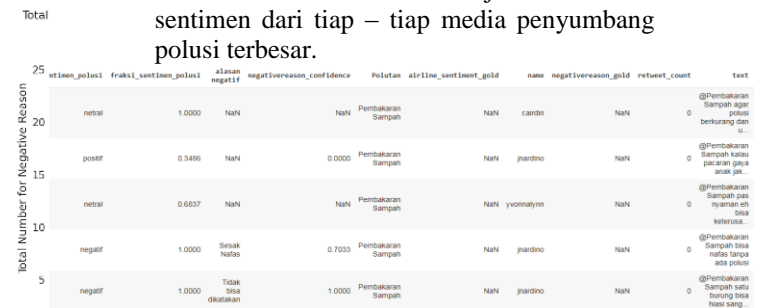 Total
sentimen dari tiap – tiap media penyumbang
polusi terbesar.
Total Number for Negative Reason
25
20
15
10
5
ntimen_polusi fraksi_sentimen_polusi alasan negatif negativereason_confidence Polutan airline_sentiment_gold name negativereason_gold retweet_count text
netral 1.0000 NaN NaN Pembakaran Sampah NaN cairdin NaN 0 @Pembakaran Sampah agar polusi berkurang dan u...
positif 0.3486 NaN 0.0000 Pembakaran Sampah NaN jnardino NaN 0 @Pembakaran Sampah kalau pacaran gaya anak jak...
netral 0.6837 NaN NaN Pembakaran Sampah NaN yvonnalynn NaN 0 @Pembakaran Sampah pas nyaman eh bisa keterusa...
negatif 1.0000 Sesak Nafas 0.7033 Pembakaran Sampah NaN jnardino NaN 0 @Pembakaran Sampah bisa nafas tanpa ada polusi
negatif 1.0000 Tidak bisa dikatakan 1.0000 Pembakaran Sampah NaN jnardino NaN 0 @Pembakaran Sampah satu burung bisa hiasi sang...